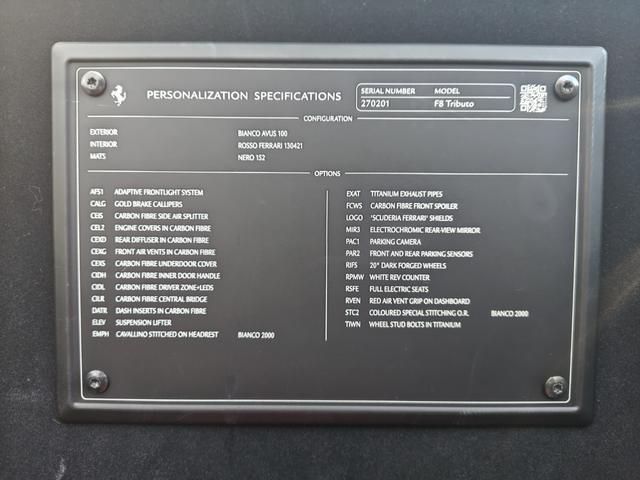 PERSONALIZATION SPECIFICATIONS
SERIAL NUMBER MODEL
270201 F8 Tributo
CONFIGURATION
EXTERIOR BIANCO AVUS 100
INTERIOR ROSSO FERRARI 130421
MATS NERO 152
OPTIONS
AFS1 ADAPTIVE FRONTLIGHT SYSTEM
CALG GOLD BRAKE CALLIPERS
CEIS CARBON FIBRE SIDE AIR SPLITTER
CEL2 ENGINE COVERS IN CARBON FIBRE
CEXD REAR DIFFUSER IN CARBON FIBRE
CEXG FRONT AIR VENTS IN CARBON FIBRE
CEXS CARBON FIBRE UNDERDOOR COVER
CIDH CARBON FIBRE INNER DOOR HANDLE
CIDL CARBON FIBRE DRIVER ZONE+LEDS
CILR CARBON FIBRE CENTRAL BRIDGE
DATR DASH INSERTS IN CARBON FIBRE
ELEV SUSPENSION LIFTER
EMPH CAVALLINO STITCHED ON HEADREST BIANCO 2000
EXAT TITANIUM EXHAUST PIPES
FCWS CARBON FIBRE FRONT SPOILER
LOGO 'SCUDERIA FERRARI' SHIELDS
MIR3 ELECTROCHROMIC REAR-VIEW MIRROR
PAC1 PARKING CAMERA
PAR2 FRONT AND REAR PARKING SENSORS
RIFS 20" DARK FORGED WHEELS
RPMW WHITE REV COUNTER
RSFE FULL ELECTRIC SEATS
RVEN RED AIR VENT GRIP ON DASHBOARD
STC2 COLOURED SPECIAL STITCHING O.R. BIANCO 2000
TIWN WHEEL STUD BOLTS IN TITANIUM